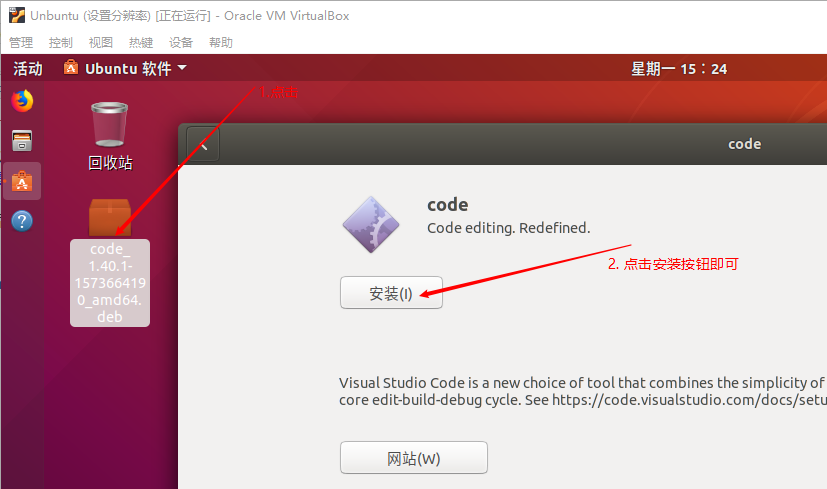 Unbuntu (设置分辨率) [正在运行] - Oracle VM VirtualBox
管理 控制 视图 热键 设备 帮助
活动 Ubuntu 软件 星期一 15：24
1.点击
回收站
code
code
Code editing. Redefined.
code_
1.40.1-
157366419
0_amd64.
deb
2. 点击安装按钮即可
安装(I)
Visual Studio Code is a new choice of tool that combines the simplicity of
core edit-build-debug cycle. See https://code.visualstudio.com/docs/setu
网站(W)